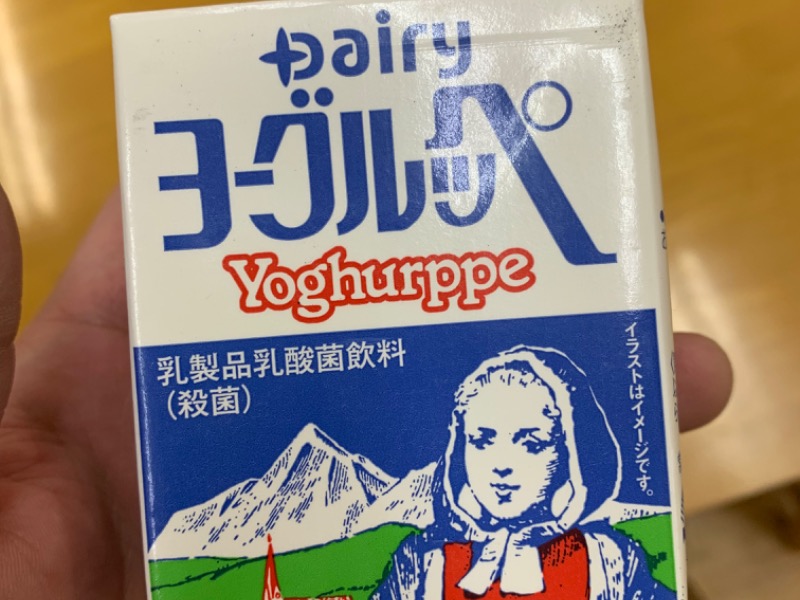 Dairy
ヨーグルッペ
Yoghurppe
乳製品乳酸菌飲料
(殺菌)
イラストはイメージです。